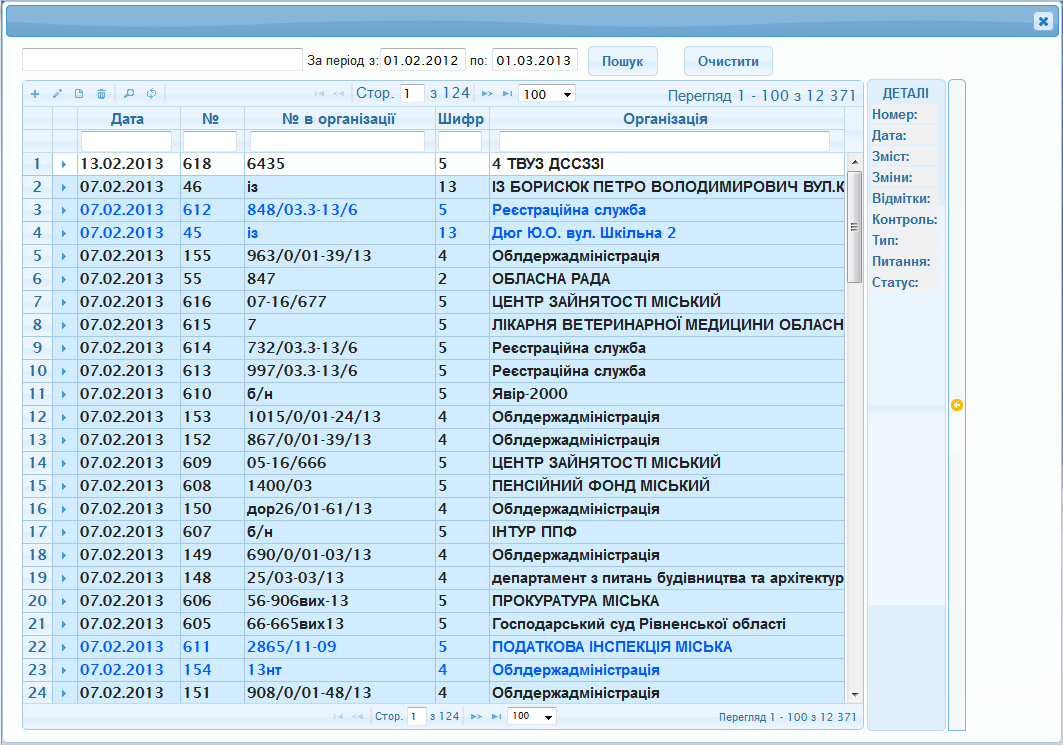 За період з: 01.02.2012 по: 01.03.2013 Пошук Очистити
Стор. 1 з 124 100 Перегляд 1 - 100 з 12 371
Дата № № в організації Шифр Організація
1 13.02.2013 618 6435 5 4 ТВУЗ ДССЗЗІ
2 07.02.2013 46 із 13 ІЗ БОРИСЮК ПЕТРО ВОЛОДИМИРОВИЧ ВУЛ.К
3 07.02.2013 612 848/03.3-13/6 5 Реєстраційна служба
4 07.02.2013 45 із 13 Дюг Ю.О. вул. Шкільна 2
5 07.02.2013 155 963/0/01-39/13 4 Облдержадміністрація
6 07.02.2013 55 847 2 ОБЛАСНА РАДА
7 07.02.2013 616 07-16/677 5 ЦЕНТР ЗАЙНЯТОСТІ МІСЬКИЙ
8 07.02.2013 615 7 5 ЛІКАРНЯ ВЕТЕРИНАРНОЇ МЕДИЦИНИ ОБЛАСН
9 07.02.2013 614 732/03.3-13/6 5 Реєстраційна служба
10 07.02.2013 613 997/03.3-13/6 5 Реєстраційна служба
11 07.02.2013 610 б/н 5 Явір-2000
12 07.02.2013 153 1015/0/01-24/13 4 Облдержадміністрація
13 07.02.2013 152 867/0/01-39/13 4 Облдержадміністрація
14 07.02.2013 609 05-16/666 5 ЦЕНТР ЗАЙНЯТОСТІ МІСЬКИЙ
15 07.02.2013 608 1400/03 5 ПЕНСІЙНИЙ ФОНД МІСЬКИЙ
16 07.02.2013 150 дор26/01-61/13 4 Облдержадміністрація
17 07.02.2013 607 б/н 5 ІНТУР ППФ
18 07.02.2013 149 690/0/01-03/13 4 Облдержадміністрація
19 07.02.2013 148 25/03-03/13 4 департамент з питань будівництва та архітектур
20 07.02.2013 606 56-906вих-13 5 ПРОКУРАТУРА МІСЬКА
21 07.02.2013 605 66-665вих13 5 Господарський суд Рівненської області
22 07.02.2013 611 2865/11-09 5 ПОДАТКОВА ІНСПЕКЦІЯ МІСЬКА
23 07.02.2013 154 13нт 4 Облдержадміністрація
24 07.02.2013 151 908/0/01-48/13 4 Облдержадміністрація
Стор. 1 з 124 100 Перегляд 1 - 100 з 12 371
ДЕТАЛІ
Номер:
Дата:
Зміст:
Зміни:
Відмітки:
Контроль:
Тип:
Питання:
Статус: